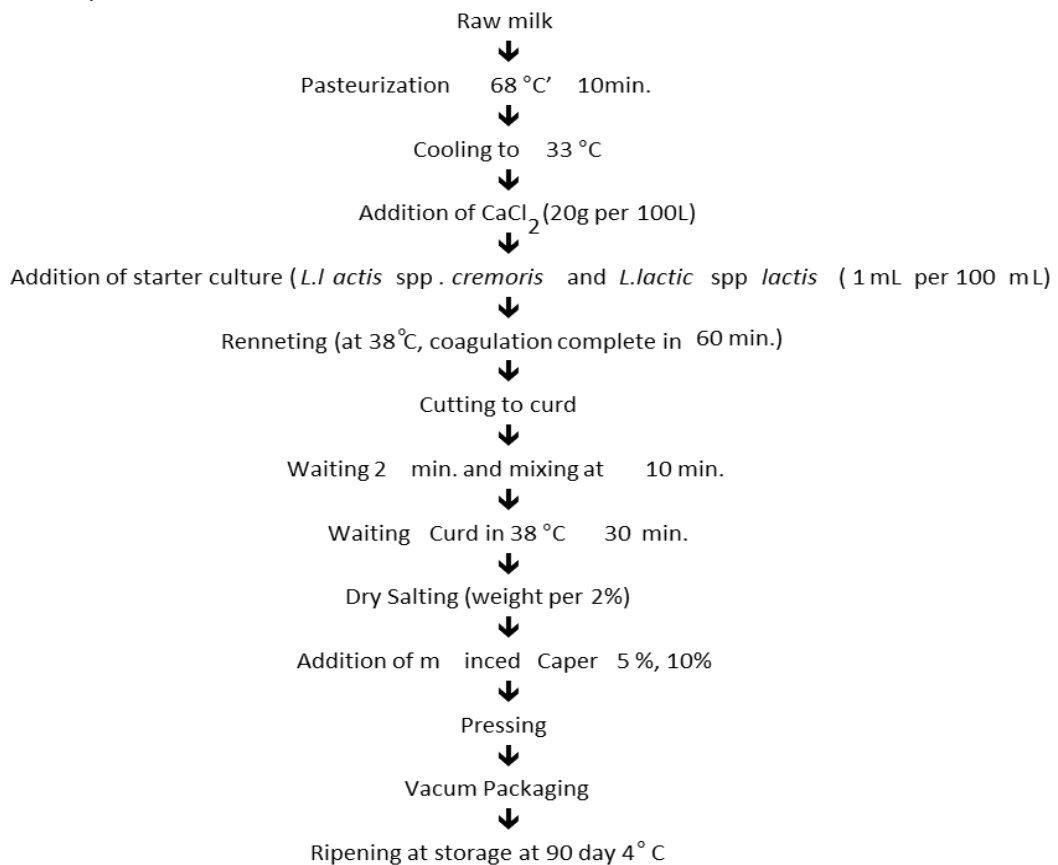 Raw milk
Pasteurization 68 °C’ 10min.
Cooling to 33 °C
Addition of CaCl2 (20g per 100L)
Addition of starter culture (L.l actis spp . cremoris and L.lactic spp lactis ( 1 mL per 100 mL)
Renneting (at 38°C, coagulation complete in 60 min.)
Cutting to curd
Waiting 2 min. and mixing at 10 min.
Waiting Curd in 38 °C 30 min.
Dry Salting (weight per 2%)
Addition of m inced Caper 5 %, 10%
Pressing
Vacum Packaging
Ripening at storage at 90 day 4° C